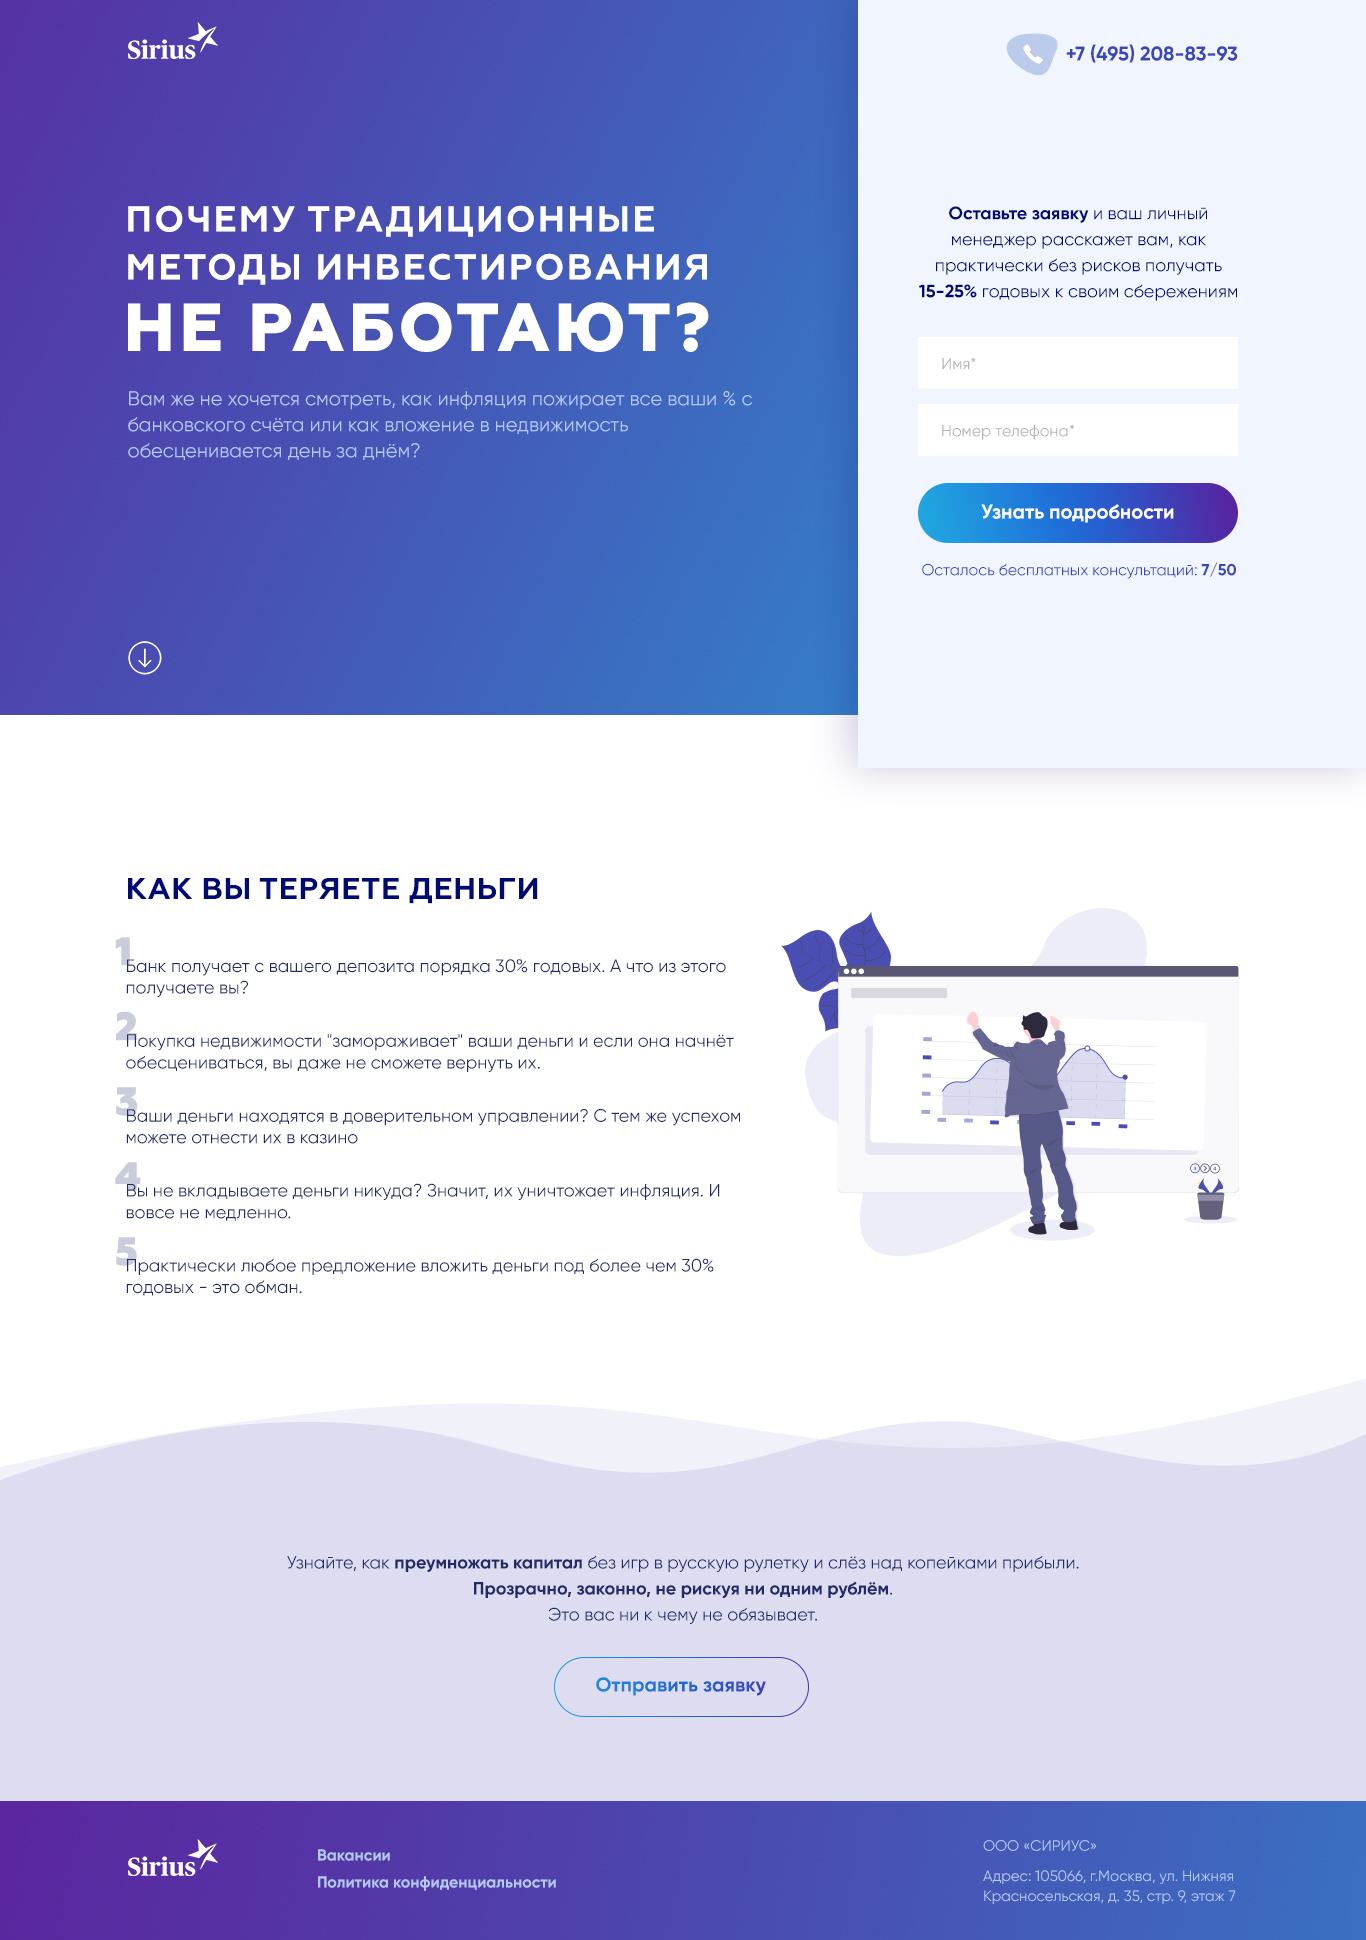 Sirius
+7 (495) 208-83-93
ПОЧЕМУ ТРАДИЦИОННЫЕ
МЕТОДЫ ИНВЕСТИРОВАНИЯ
НЕ РАБОТАЮТ?
Вам же не хочется смотреть, как инфляция пожирает все ваши % с
банковского счёта или как вложение в недвижимость
обесценивается день за днём?
Оставьте заявку и ваш личный
менеджер расскажет вам, как
практически без рисков получать
15-25% годовых к своим сбережениям
Имя*
Номер телефона*
Узнать подробности
Осталось бесплатных консультаций: 7/50
КАК ВЫ ТЕРЯЕТЕ ДЕНЬГИ
1
Банк получает с вашего депозита порядка 30% годовых. А что из этого
получаете вы?
2
Покупка недвижимости "замораживает" ваши деньги и если она начнёт
обесцениваться, вы даже не сможете вернуть их.
3
Ваши деньги находятся в доверительном управлении? С тем же успехом
можете отнести их в казино
4
Вы не вкладываете деньги никуда? Значит, их уничтожает инфляция. И
вовсе не медленно.
5
Практически любое предложение вложить деньги под более чем 30%
годовых - это обман.
Узнайте, как преумножать капитал без игр в русскую рулетку и слёз над копейками прибыли.
Прозрачно, законно, не рискуя ни одним рублём.
Это вас ни к чему не обязывает.
Отправить заявку
Sirius
Вакансии
Политика конфиденциальности
ООО «СИРИУС»
Адрес: 105066, г.Москва, ул. Нижняя
Красносельская, д. 35, стр. 9, этаж 7